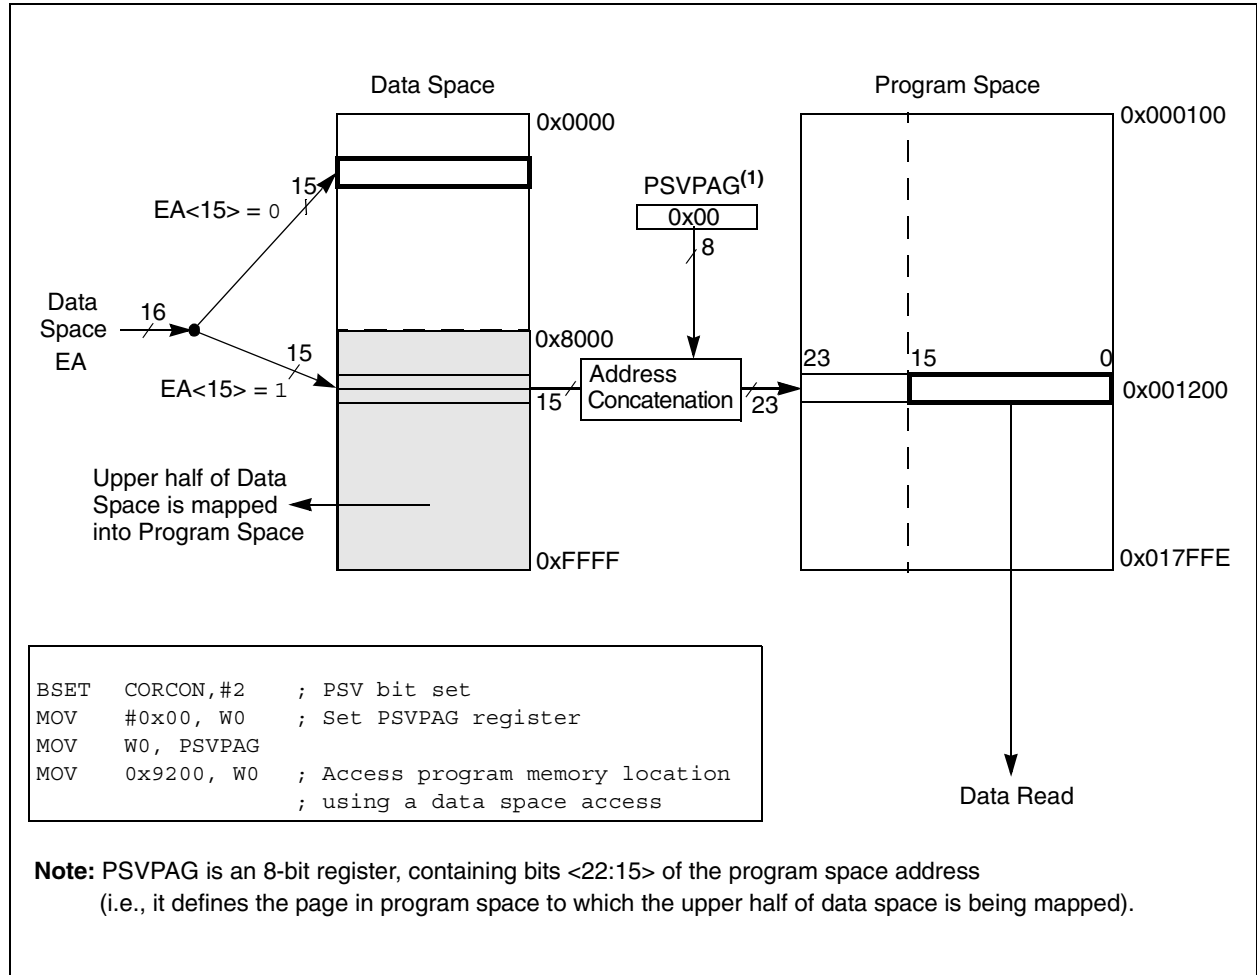 Data Space
Program Space
0x0000
0x000100
15
PSVPAG(1)
EA<15> = 0
0x00
8
Data
Space
EA
16
0x8000
15
EA<15> = 1
15
Address
Concatenation
23
23
15
0
0x001200
Upper half of Data
Space is mapped
into Program Space
0xFFFF
0x017FFE
BSET CORCON,#2 ; PSV bit set
MOV #0x00, W0 ; Set PSVPAG register
MOV W0, PSVPAG
MOV 0x9200, W0 ; Access program memory location
; using a data space access
Data Read
Note: PSVPAG is an 8-bit register, containing bits <22:15> of the program space address
(i.e., it defines the page in program space to which the upper half of data space is being mapped).